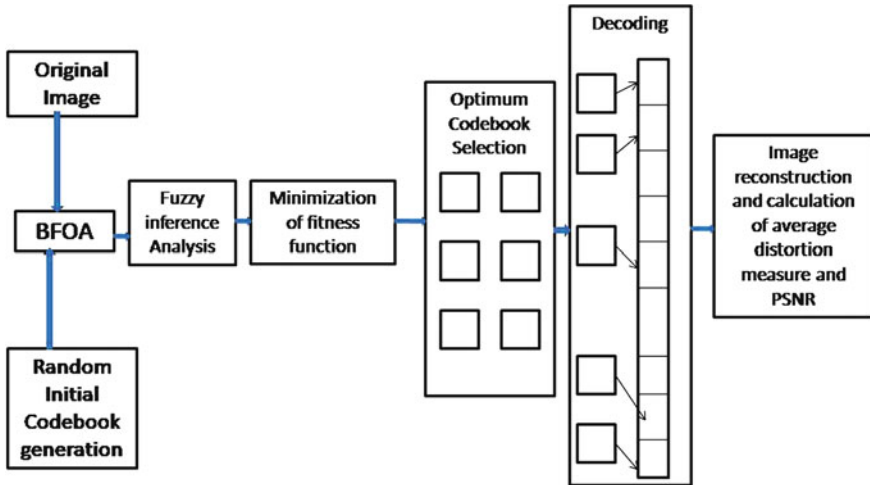 Original
Image
BFOA
Random
Initial
Codebook
generation
Fuzzy
inference
Analysis
Minimization
of fitness
function
Optimum
Codebook
Selection
Decoding
Image
reconstruction
and calculation
of average
distortion
measure and
PSNR